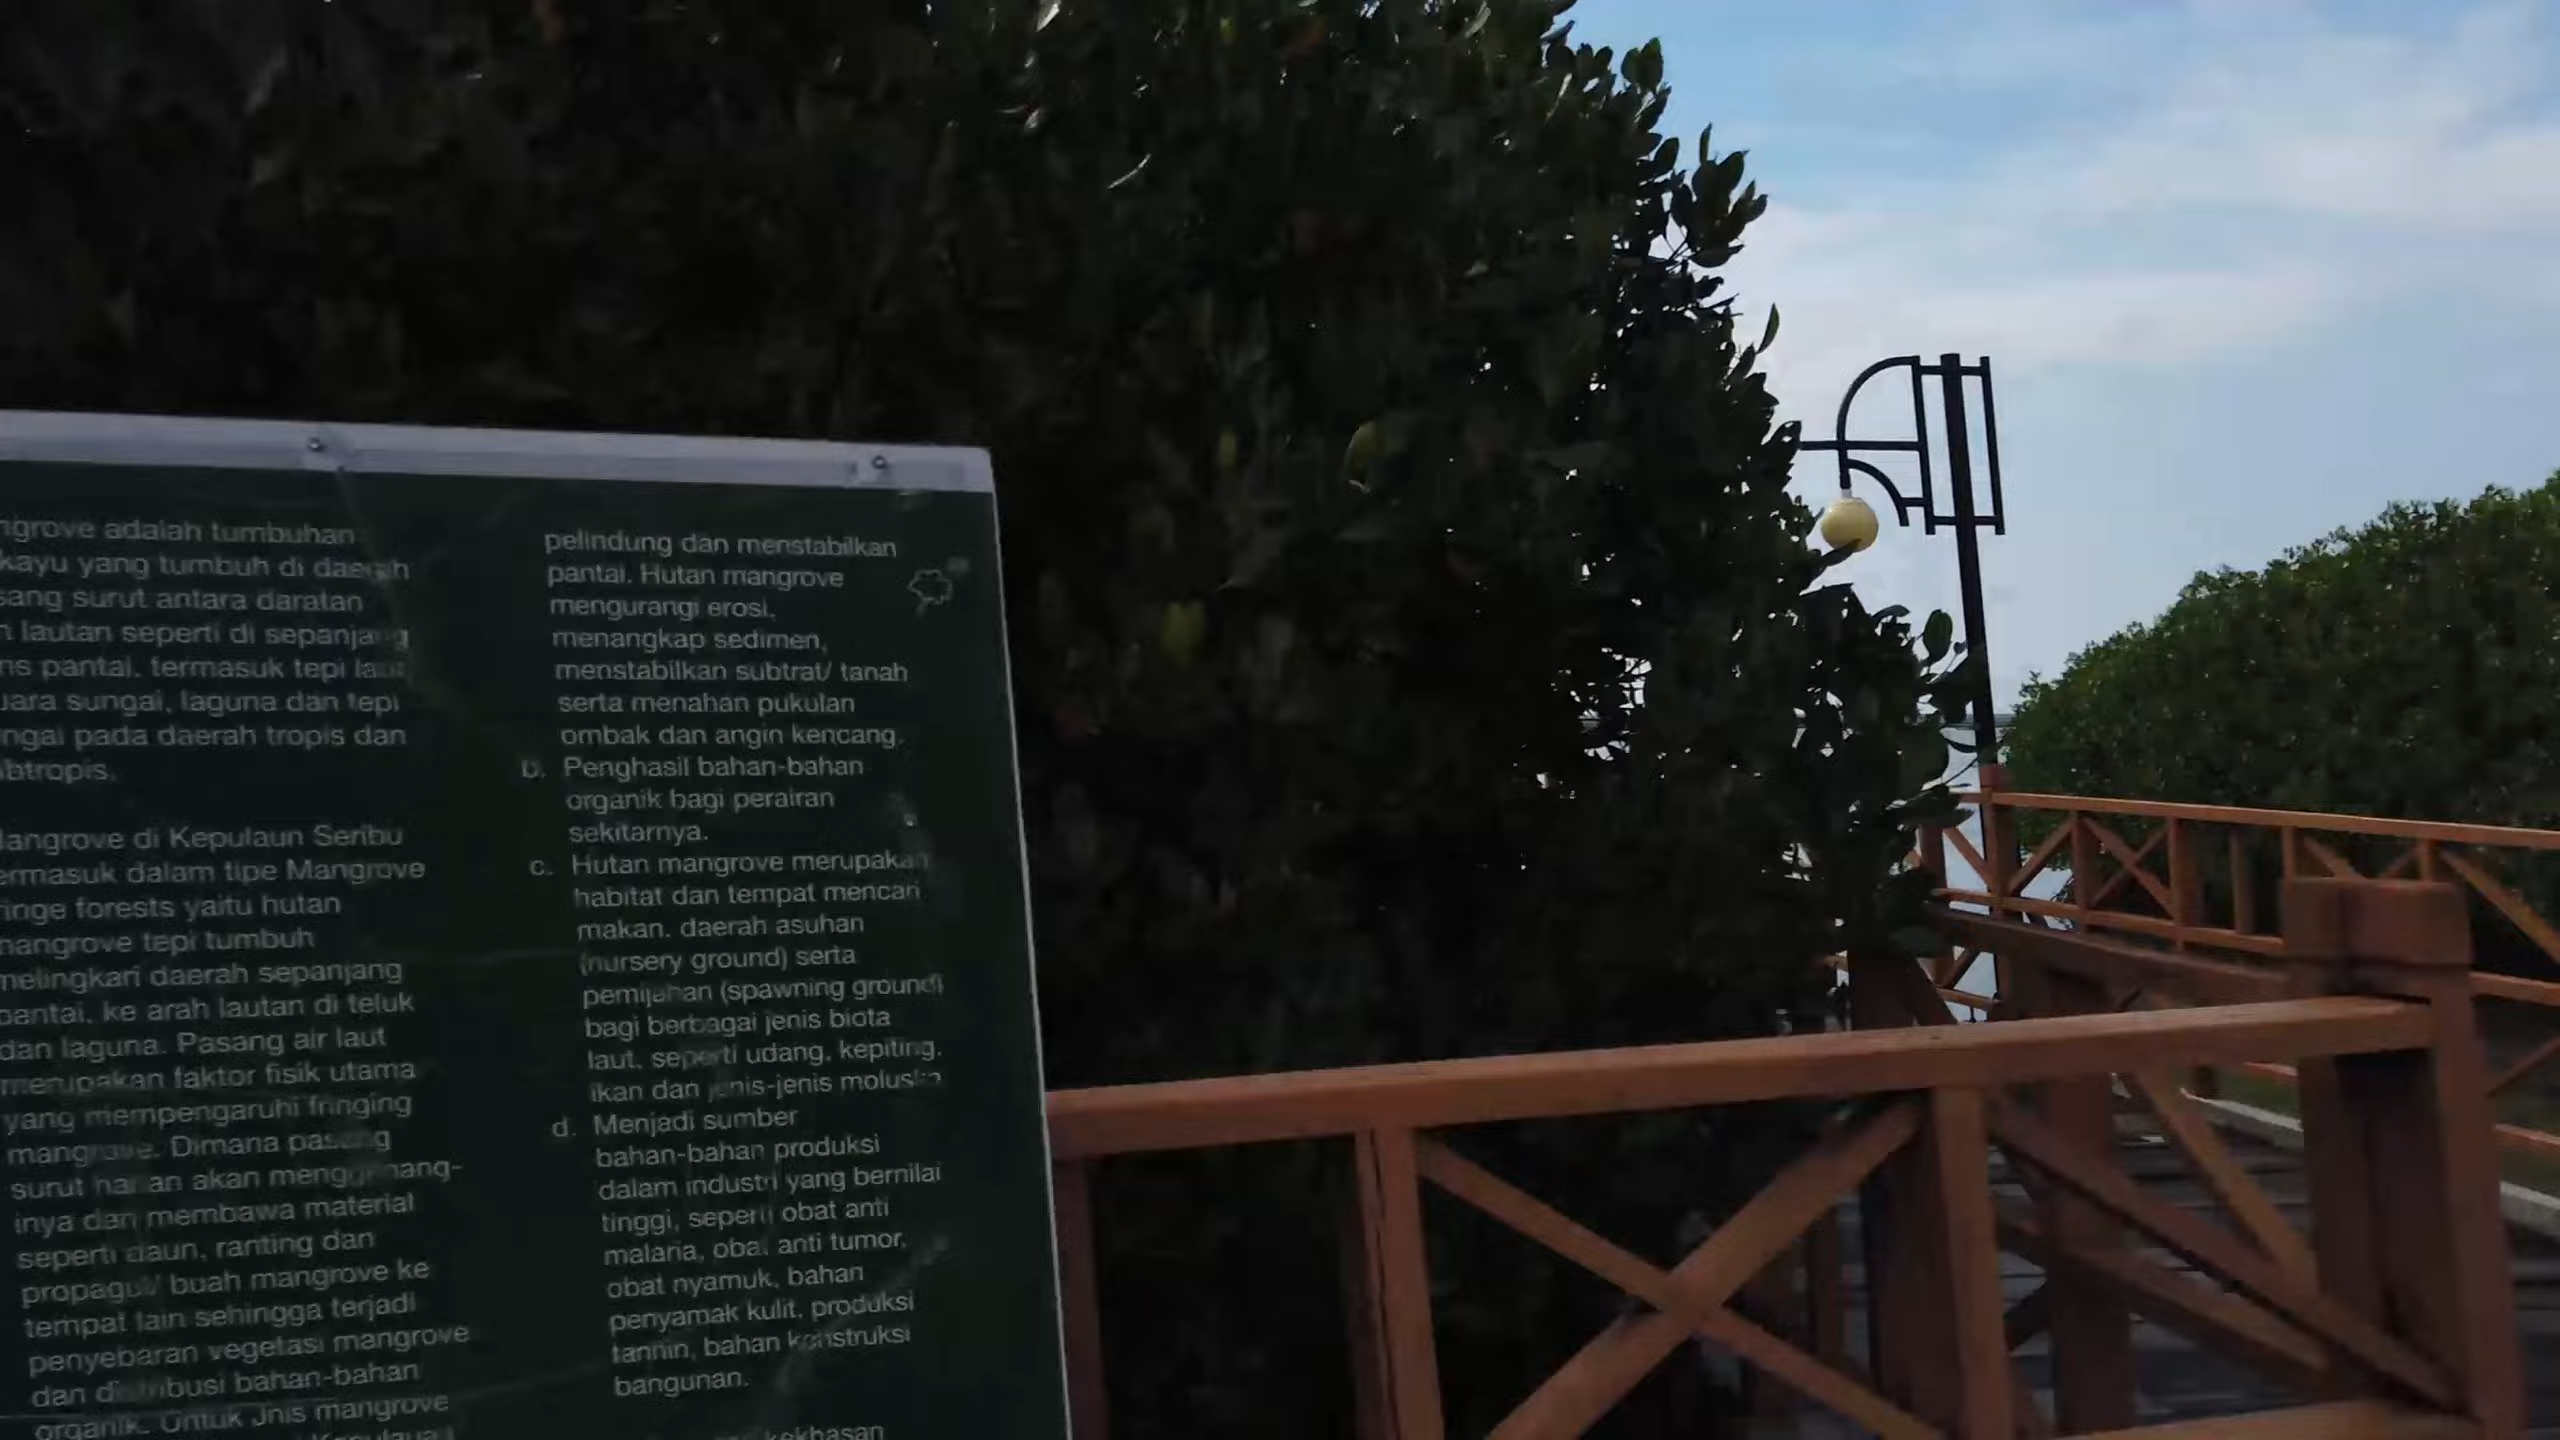 ngrove adalah tumbuhan
kayu yang tumbuh di daerah
sang surut antara daratan
n lautan seperti di sepanjang
ris pantai, termasuk tepi laut,
uara sungai, laguna dan tepi
ngai pada daerah tropis dan
btropis.
langrove di Kepulaun Seribu
ermasuk dalam tipe Mangrove
ringe forests yaitu hutan
mangrove tepi tumbuh
melingkari daerah sepanjang
pantai, ke arah lautan di teluk
dan laguna. Pasang air laut
merupakan faktor fisik utama
yang mempengaruhi fringing
mangrove. Dimana pasang
surut harian akan menggenang-
inya dan membawa material
seperti daun, ranting dan
propagul/ buah mangrove ke
tempat lain sehingga terjadi
penyebaran vegetasi mangrove
dan distribusi bahan-bahan
organik. Untuk Jnis mangrove
pelindung dan menstabilkan
pantai. Hutan mangrove
mengurangi erosi,
menangkap sedimen,
menstabilkan subtrat/ tanah
serta menahan pukulan
ombak dan angin kencang.
b. Penghasil bahan-bahan
organik bagi perairan
sekitarnya.
c. Hutan mangrove merupakan
habitat dan tempat mencari
makan, daerah asuhan
(nursery ground) serta
pemijahan (spawning ground)
bagi berbagai jenis biota
laut, seperti udang, kepiting,
ikan dan jenis-jenis moluska
d. Menjadi sumber
bahan-bahan produksi
dalam industri yang bernilai
tinggi, seperti obat anti
malaria, obat anti tumor,
obat nyamuk, bahan
penyamak kulit, produksi
tannin, bahan konstruksi
bangunan.
kekhasan